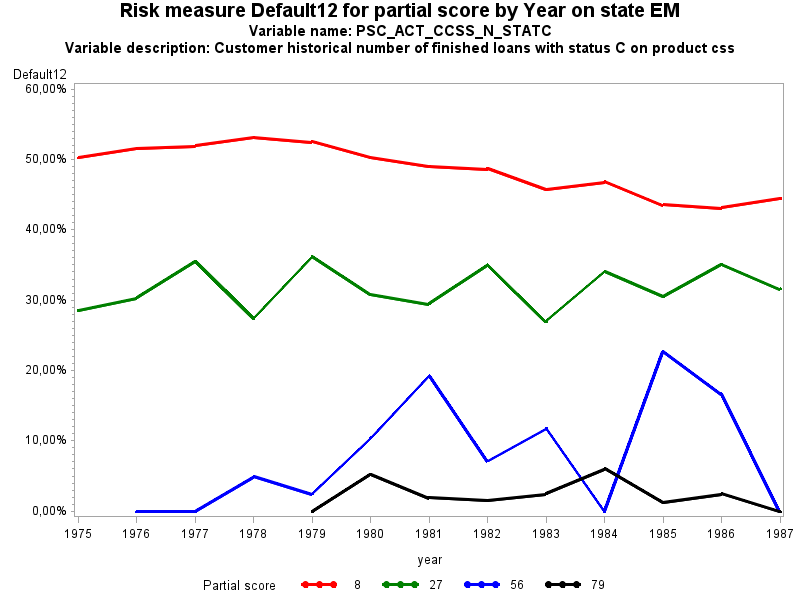 Risk measure Default12 for partial score by Year on state EM
Variable name: PSC_ACT_CCSS_N_STATC
Variable description: Customer historical number of finished loans with status C on product css
Default12
60,00%
50,00%
40,00%
30,00%
20,00%
10,00%
0,00%
1975 1976 1977 1978 1979 1980 1981 1982 1983 1984 1985 1986 1987
year
Partial score 8 27 56 79